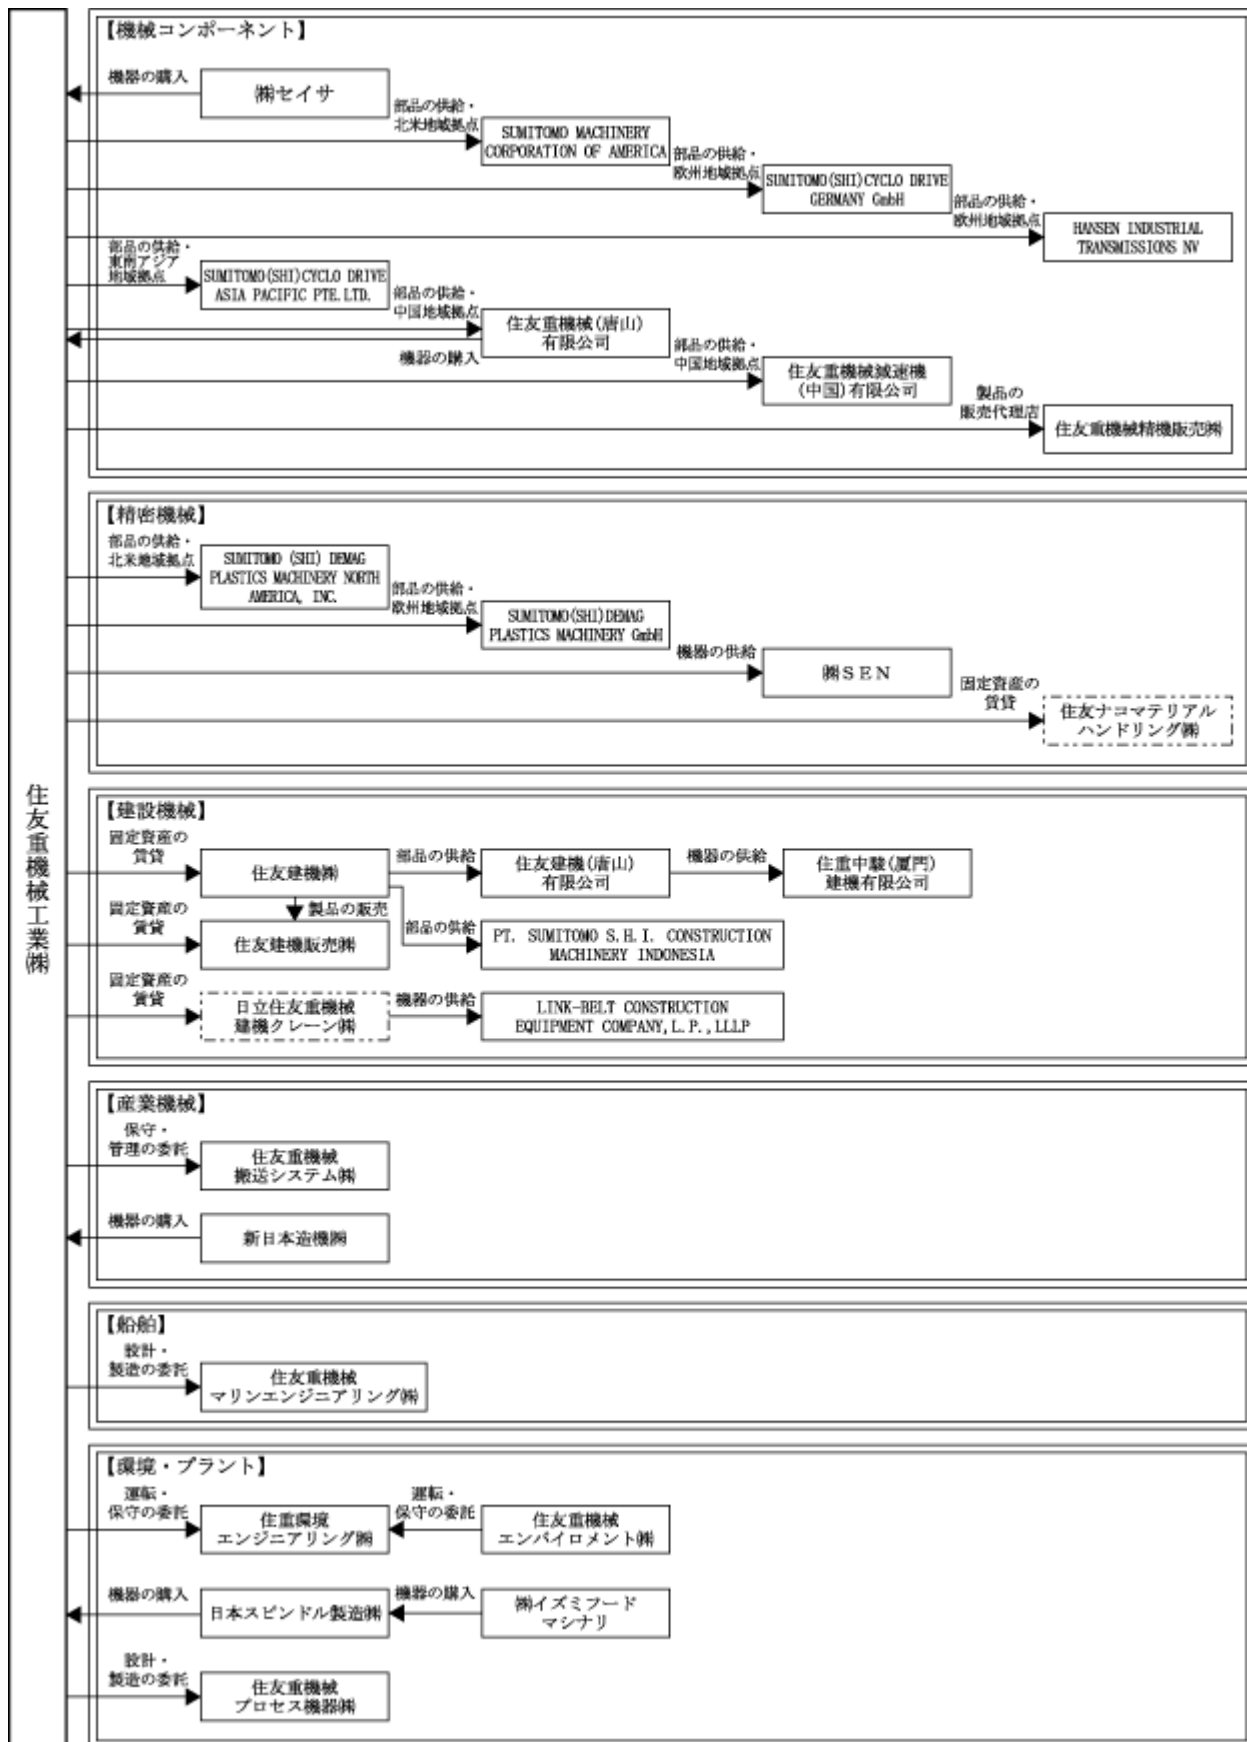 住友重機械工業㈱
【機械コンポーネント】
機器の購入
㈱セイサ
部品の供給・
北米地域拠点
SUMITOMO MACHINERY
CORPORATION OF AMERICA
部品の供給・
欧州地域拠点
SUMITOMO(SHI)CYCLO DRIVE
GERMANY GmbH
部品の供給・
欧州地域拠点
HANSEN INDUSTRIAL
TRANSMISSIONS NV
部品の供給・
東南アジア
地域拠点
SUMITOMO(SHI)CYCLO DRIVE
ASIA PACIFIC PTE.LTD.
部品の供給・
中国地域拠点
住友重機械(唐山)
有限公司
機器の購入
部品の供給・
中国地域拠点
住友重機械減速機
(中国)有限公司
製品の
販売代理店
住友重機械精機販売㈱
【精密機械】
部品の供給・
北米地域拠点
SUMITOMO (SHI) DEMAG
PLASTICS MACHINERY NORTH
AMERICA, INC.
部品の供給・
欧州地域拠点
SUMITOMO(SHI)DEMAG
PLASTICS MACHINERY GmbH
機器の供給
㈱ＳＥＮ
固定資産の
賃貸
住友ナコマテリアル
ハンドリング㈱
【建設機械】
固定資産の
賃貸
住友建機㈱
部品の供給
住友建機(唐山)
有限公司
機器の供給
住重中駿(厦門)
建機有限公司
製品の販売
固定資産の
賃貸
住友建機販売㈱
部品の供給
PT. SUMITOMO S.H.I. CONSTRUCTION
MACHINERY INDONESIA
固定資産の
賃貸
日立住友重機械
建機クレーン㈱
機器の供給
LINK-BELT CONSTRUCTION
EQUIPMENT COMPANY,L.P.,LLLP
【産業機械】
保守・
管理の委託
住友重機械
搬送システム㈱
機器の購入
新日本造機㈱
【船舶】
設計・
製造の委託
住友重機械
マリンエンジニアリング㈱
【環境・プラント】
運転・
保守の委託
住重環境
エンジニアリング㈱
運転・
保守の委託
住友重機械
エンバイロメント㈱
機器の購入
日本スピンドル製造㈱
機器の購入
㈱イズミフード
マシナリ
設計・
製造の委託
住友重機械
プロセス機器㈱